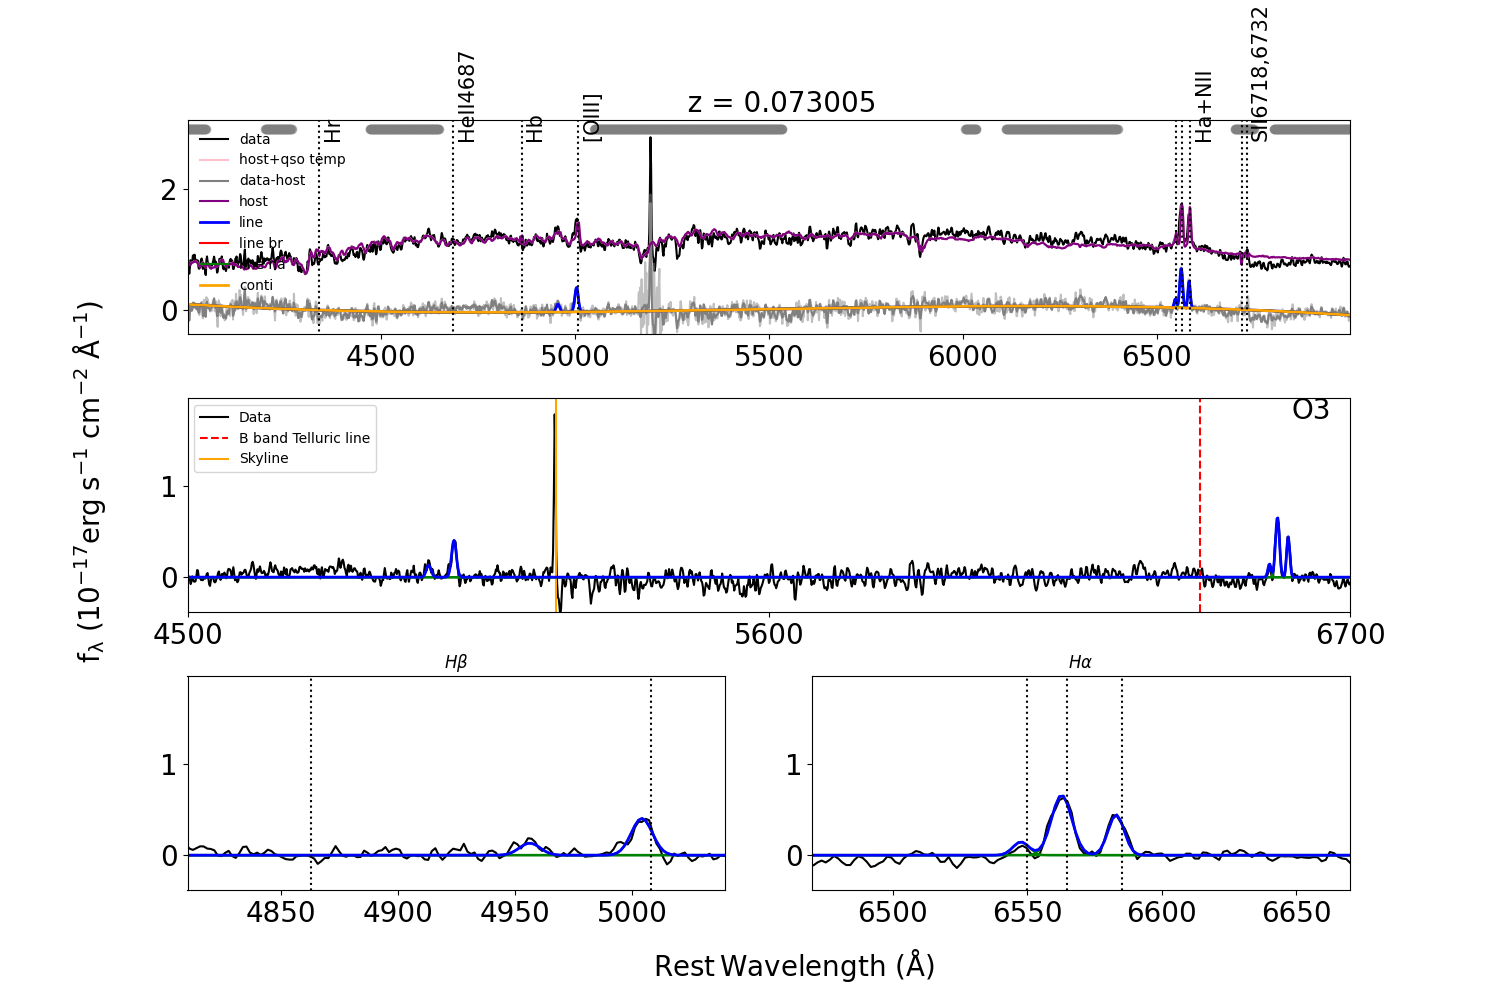 z = 0.073005
Hr
HeII4687
Hb
[OIII]
Ha+NII
SII6718,6732
data
host+qso temp
data-host
host
line
line br
conti
2
0
4500 5000 5500 6000 6500
fλ (10⁻¹⁷erg s⁻¹ cm⁻² Å⁻¹)
O3
Data
B band Telluric line
Skyline
1
0
4500 5600 6700
Hβ
1
0
4850 4900 4950 5000
Hα
1
0
6500 6550 6600 6650
Rest Wavelength (Å)